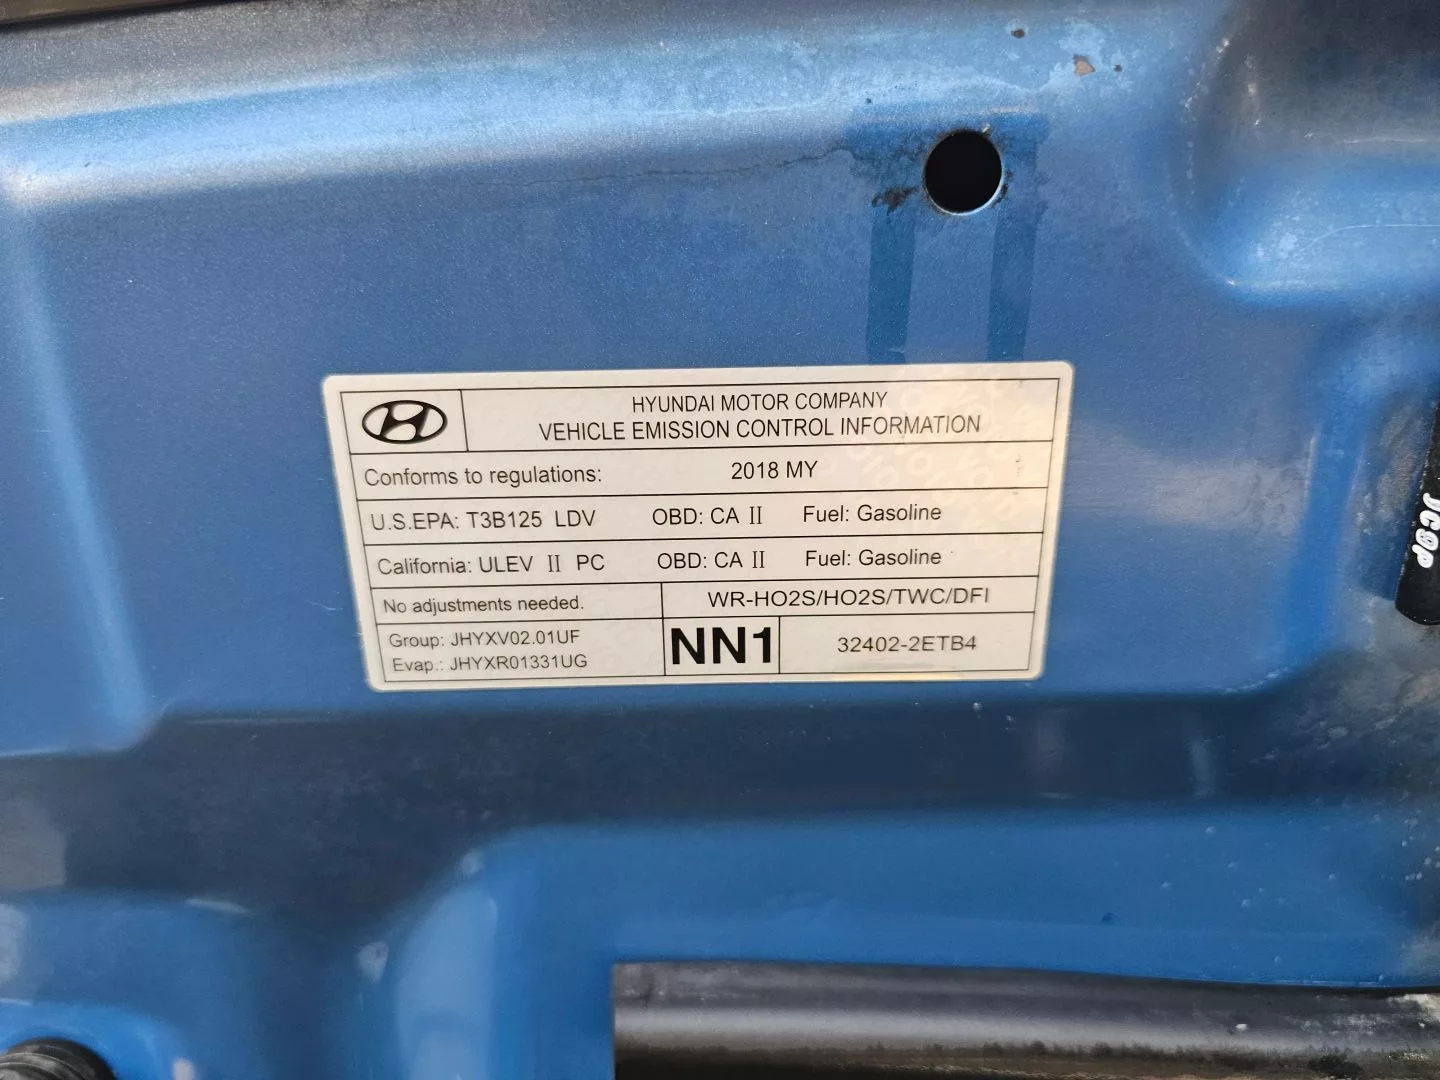 HYUNDAI MOTOR COMPANY
VEHICLE EMISSION CONTROL INFORMATION
Conforms to regulations: 2018 MY
U.S.EPA: T3B125 LDV OBD: CA II Fuel: Gasoline
California: ULEV II PC OBD: CA II Fuel: Gasoline
No adjustments needed. WR-HO2S/HO2S/TWC/DFI
Group: JHYXV02.01UF
Evap.: JHYXR01331UG
NN1 32402-2ETB4